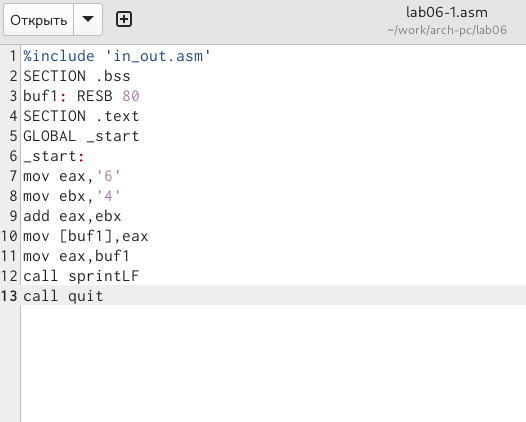 Открыть
lab06-1.asm
~/work/arch-pc/lab06
1 %include 'in_out.asm'
2 SECTION .bss
3 buf1: RESB 80
4 SECTION .text
5 GLOBAL _start
6 _start:
7 mov eax,'6'
8 mov ebx,'4'
9 add eax,ebx
10 mov [buf1],eax
11 mov eax,buf1
12 call sprintLF
13 call quit